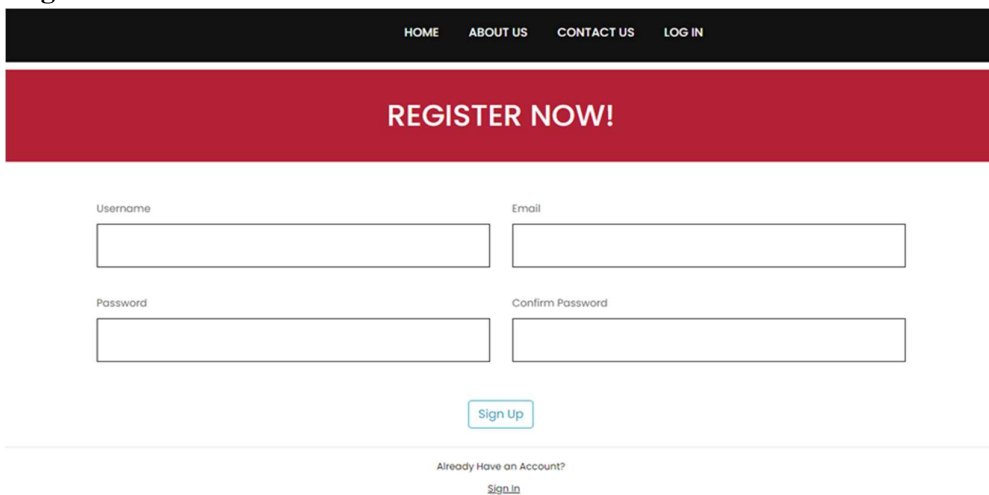 HOME ABOUT US CONTACT US LOG IN
REGISTER NOW!
Username Email
Password Confirm Password
Sign Up
Already Have an Account?
Sign In